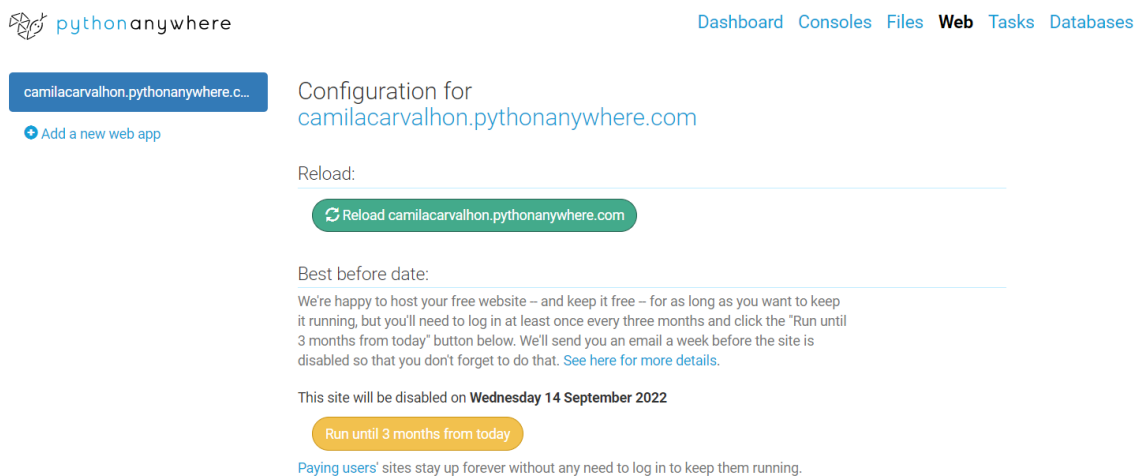 pythonanywhere
Dashboard Consoles Files Web Tasks Databases
camilacarvalhon.pythonanywhere.c...
Add a new web app
Configuration for
camilacarvalhon.pythonanywhere.com
Reload:
Reload camilacarvalhon.pythonanywhere.com
Best before date:
We're happy to host your free website – and keep it free – for as long as you want to keep
it running, but you'll need to log in at least once every three months and click the "Run until
3 months from today" button below. We'll send you an email a week before the site is
disabled so that you don't forget to do that. See here for more details.
This site will be disabled on Wednesday 14 September 2022
Run until 3 months from today
Paying users' sites stay up forever without any need to log in to keep them running.